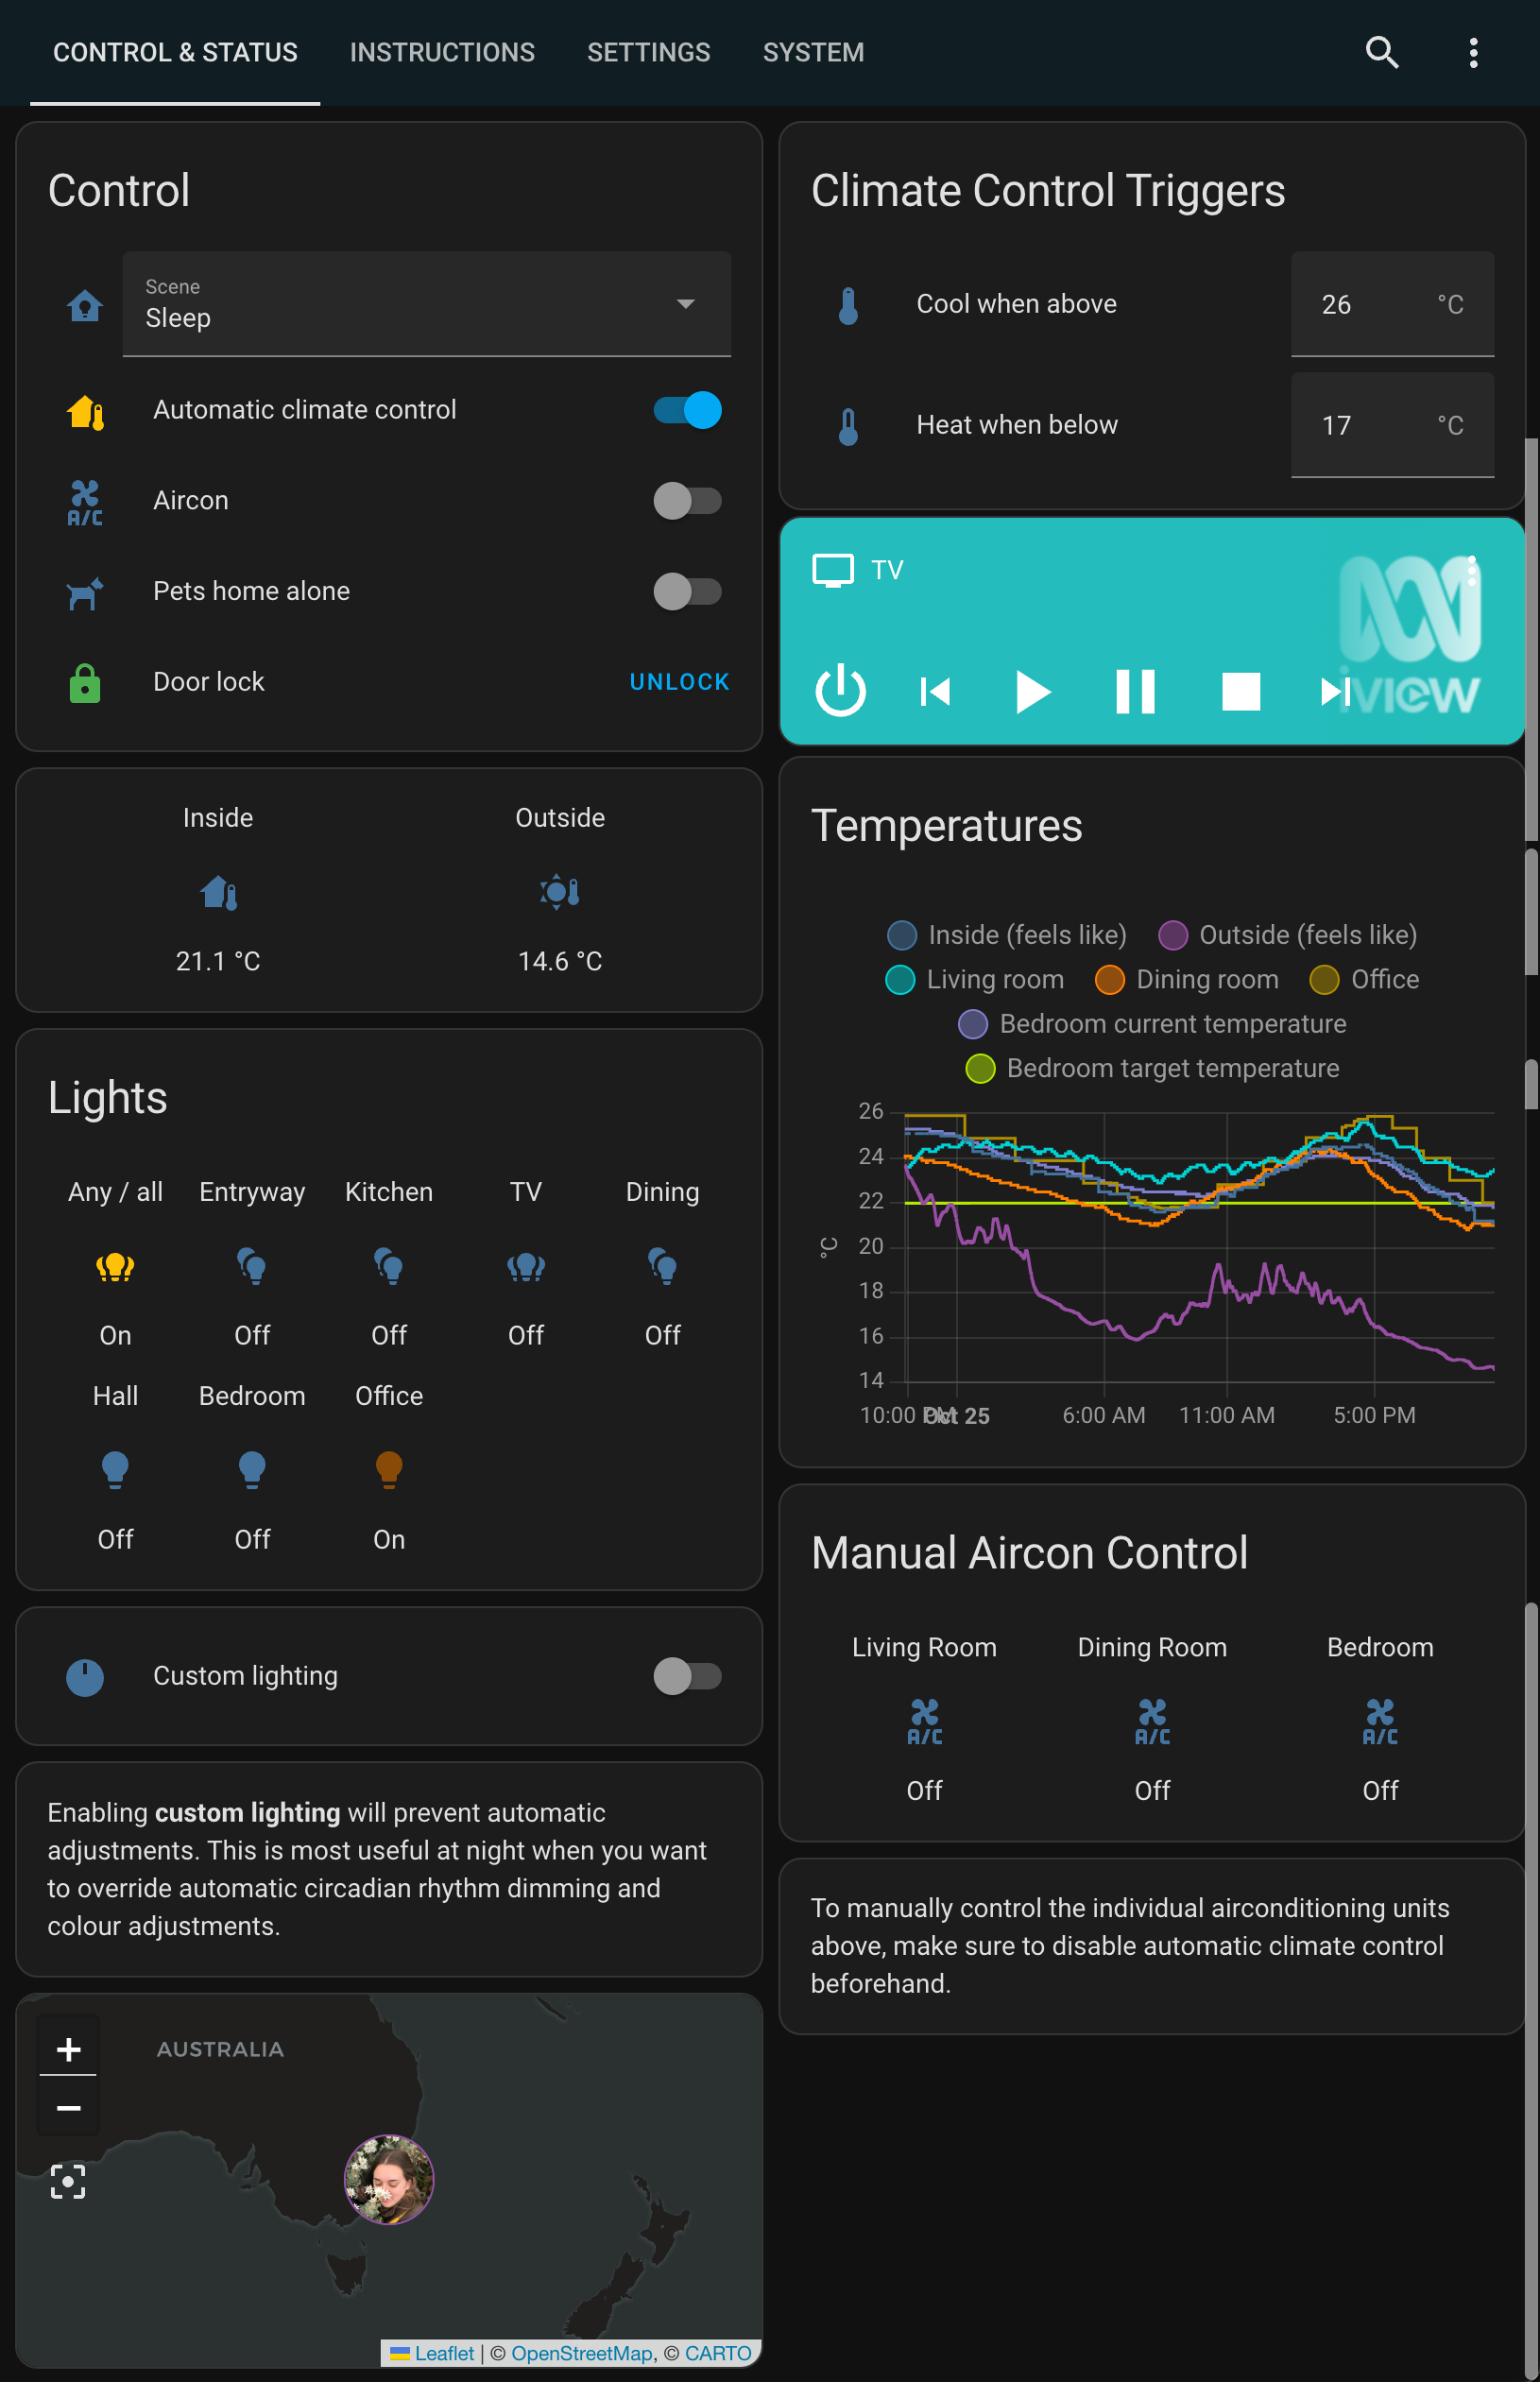 CONTROL & STATUS INSTRUCTIONS SETTINGS SYSTEM
Control
Scene
Sleep
Automatic climate control
A/C
Aircon
Pets home alone
Door lock UNLOCK
Inside Outside
21.1 °C 14.6 °C
Lights
Any / all Entryway Kitchen TV Dining
On Off Off Off Off
Hall Bedroom Office
Off Off On
Custom lighting
Enabling custom lighting will prevent automatic
adjustments. This is most useful at night when you want
to override automatic circadian rhythm dimming and
colour adjustments.
+
AUSTRALIA
−
Leaflet | © OpenStreetMap, © CARTO
Climate Control Triggers
Cool when above 26 °C
Heat when below 17 °C
TV
iview
Temperatures
Inside (feels like) Outside (feels like)
Living room Dining room Office
Bedroom current temperature
Bedroom target temperature
26
24
22
20
°C
18
16
14
10:00 PM Oct 25 6:00 AM 11:00 AM 5:00 PM
Manual Aircon Control
Living Room Dining Room Bedroom
A/C A/C A/C
Off Off Off
To manually control the individual airconditioning units
above, make sure to disable automatic climate control
beforehand.